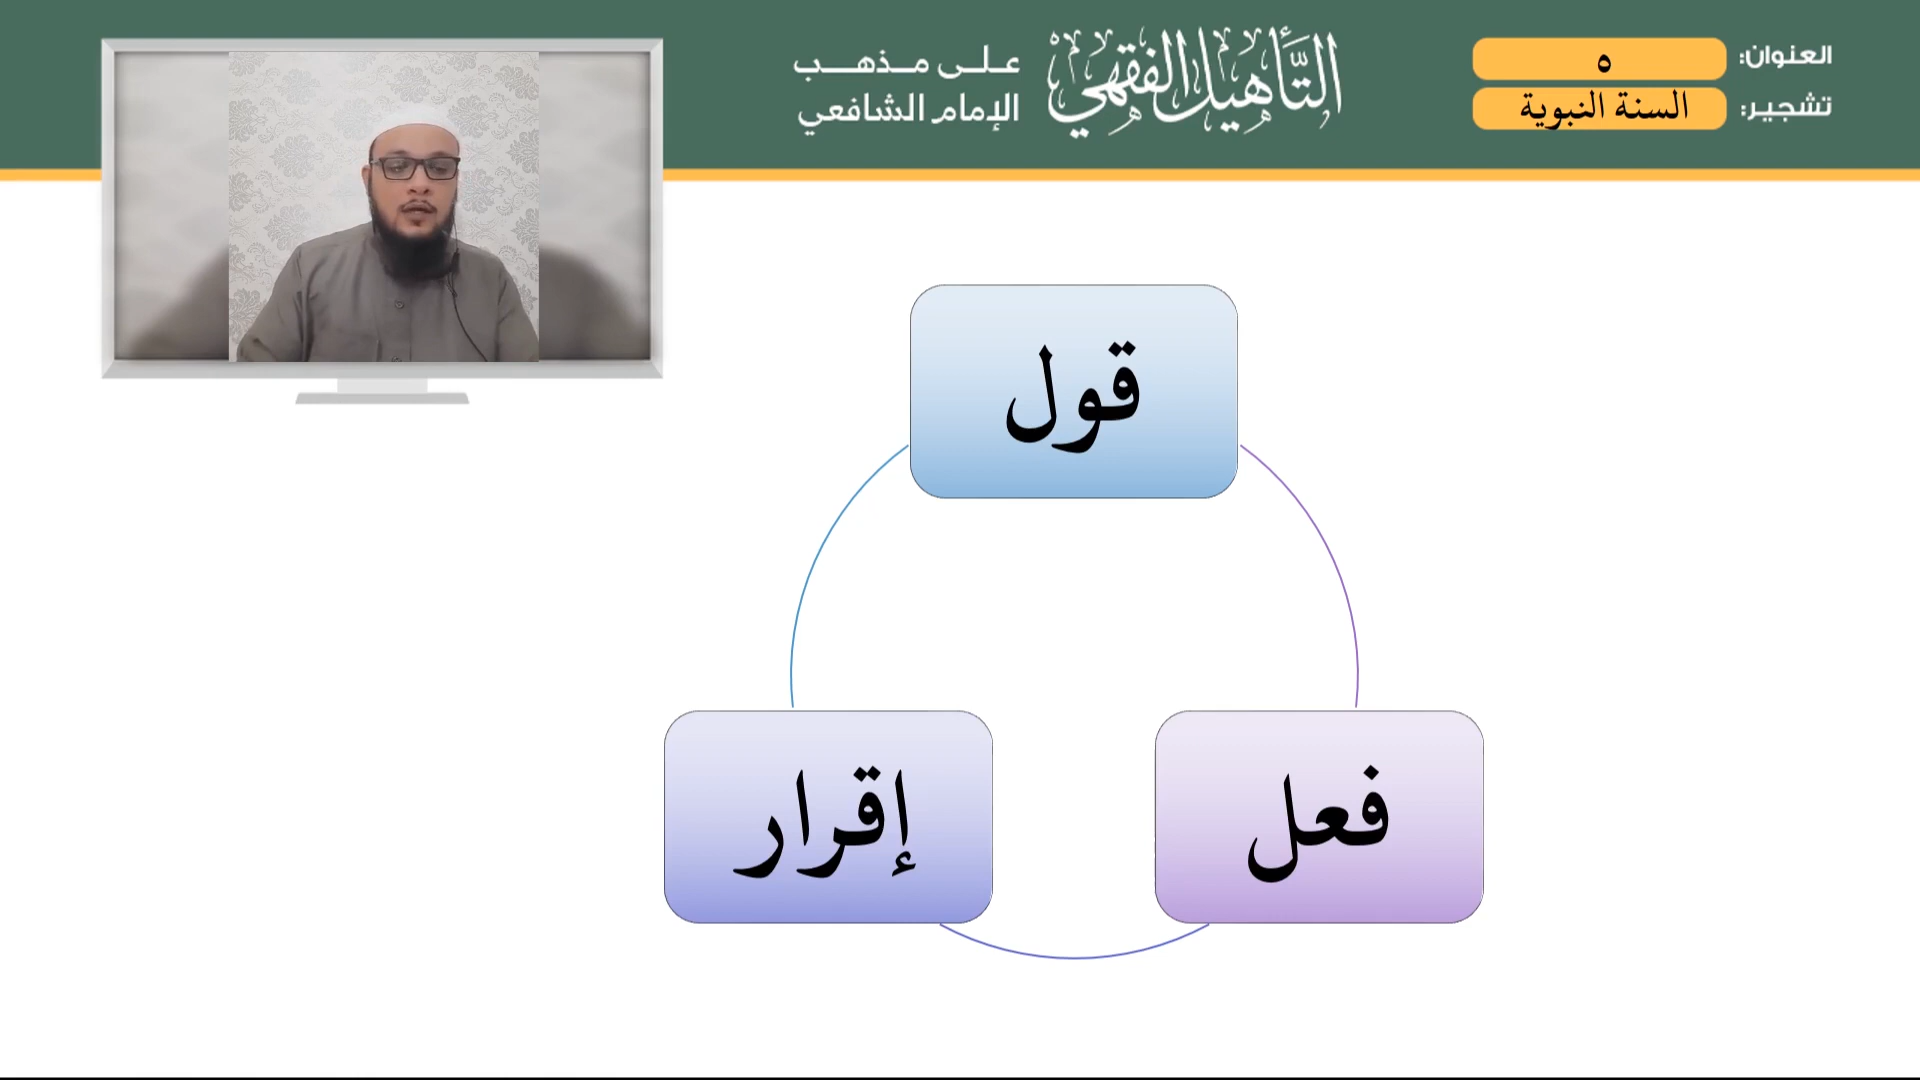 العنوان: ٥
تشجير: السنة النبوية
التأهيل الفقهي
على مذهب
الإمام الشافعي
قول
فعل
إقرار